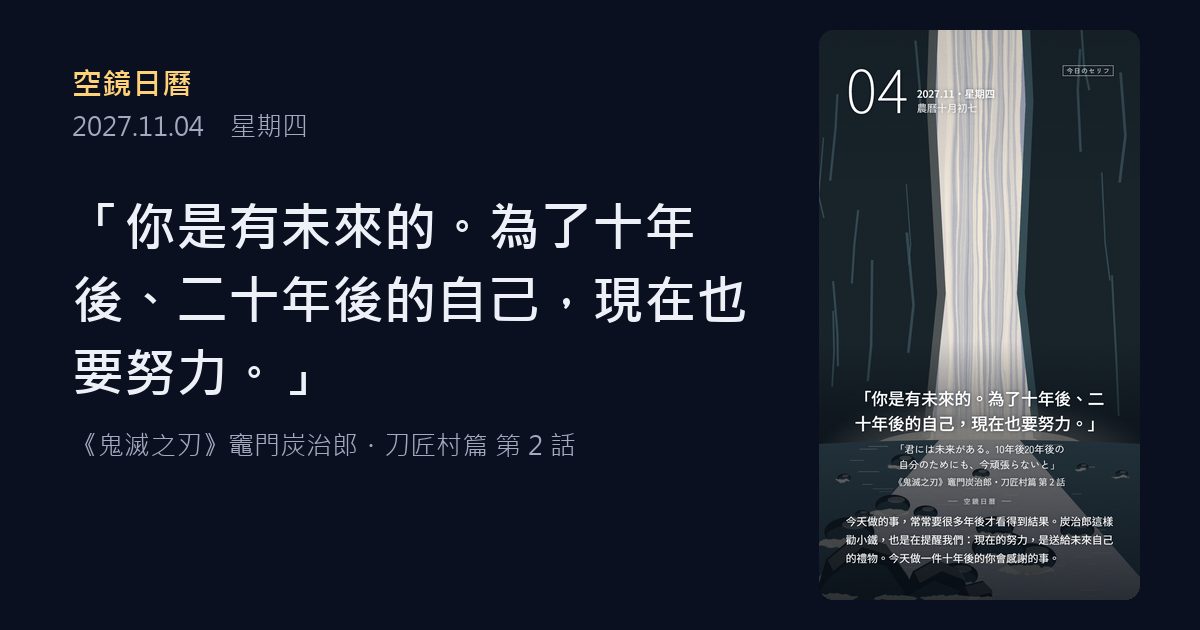 空鏡日曆
2027.11.04 星期四
「你是有未來的。為了十年
後、二十年後的自己，現在也
要努力。」
《鬼滅之刃》竈門炭治郎・刀匠村篇 第 2 話
04
2027.11・星期四
農曆十月初七
今日のセリフ
「你是有未來的。為了十年後、二
十年後的自己，現在也要努力。」
「君には未来がある。10年後20年後の
自分のためにも、今頑張らないと」
《鬼滅之刃》竈門炭治郎・刀匠村篇 第 2 話
— 空鏡日曆 —
今天做的事，常常要很多年後才看得到結果。炭治郎這樣
勸小鐵，也是在提醒我們：現在的努力，是送給未來自己
的禮物。今天做一件十年後的你會感謝的事。